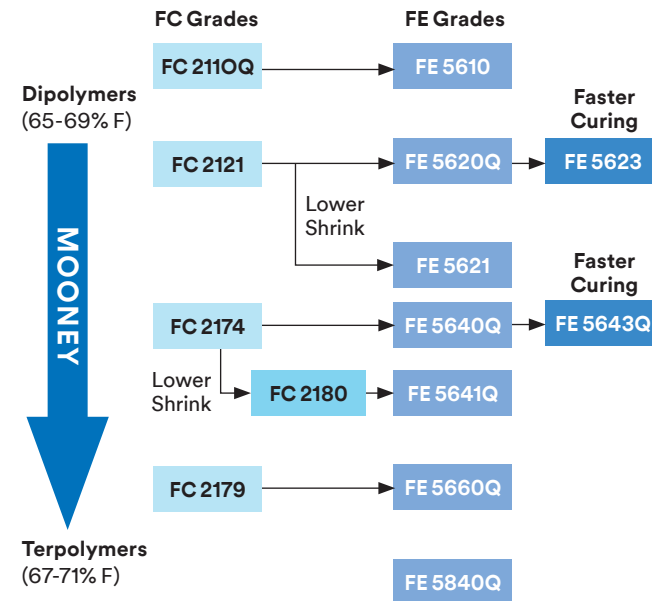 FC Grades
FE Grades
FC 2110Q
FE 5610
Dipolymers
(65-69% F)
Faster
Curing
FC 2121
FE 5620Q
FE 5623
Lower
Shrink
MOONEY
FE 5621
Faster
Curing
FC 2174
FE 5640Q
FE 5643Q
Lower
Shrink
FC 2180
FE 5641Q
FC 2179
FE 5660Q
Terpolymers
(67-71% F)
FE 5840Q